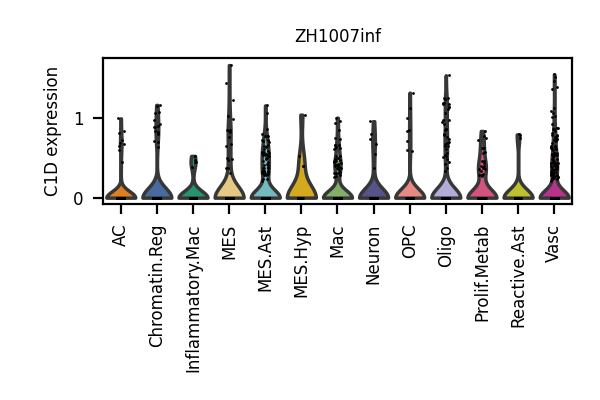 ZH1007inf
C1D expression
1
0
AC
Chromatin.Reg
Inflammatory.Mac
MES
MES.Ast
MES.Hyp
Mac
Neuron
OPC
Oligo
Prolif.Metab
Reactive.Ast
Vasc